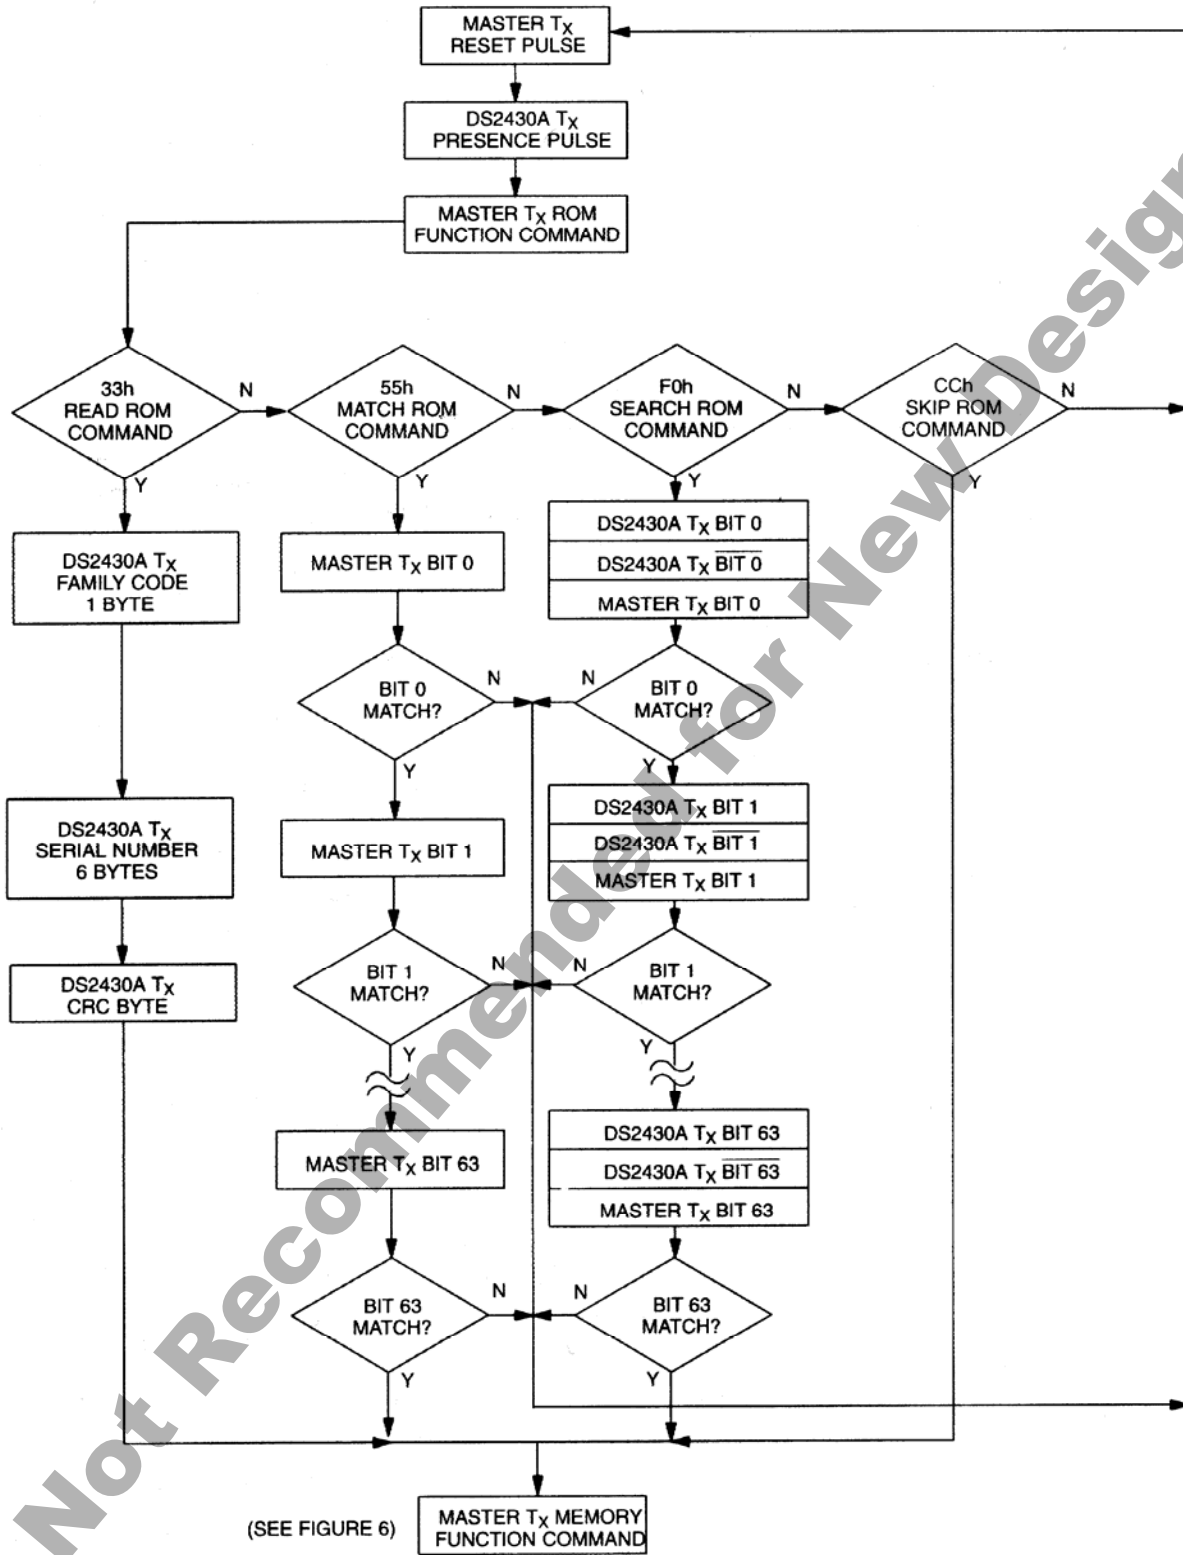 MASTER TX
RESET PULSE
DS2430A TX
PRESENCE PULSE
MASTER TX ROM
FUNCTION COMMAND
33h
READ ROM
COMMAND
N
Y
55h
MATCH ROM
COMMAND
N
Y
F0h
SEARCH ROM
COMMAND
N
Y
CCh
SKIP ROM
COMMAND
N
Y
DS2430A TX
FAMILY CODE
1 BYTE
DS2430A TX
SERIAL NUMBER
6 BYTES
DS2430A TX
CRC BYTE
MASTER TX BIT 0
BIT 0
MATCH?
N
Y
MASTER TX BIT 1
BIT 1
MATCH?
N
Y
MASTER TX BIT 63
BIT 63
MATCH?
N
Y
DS2430A TX BIT 0
DS2430A TX BIT 0
MASTER TX BIT 0
BIT 0
MATCH?
N
Y
DS2430A TX BIT 1
DS2430A TX BIT 1
MASTER TX BIT 1
BIT 1
MATCH?
N
Y
DS2430A TX BIT 63
DS2430A TX BIT 63
MASTER TX BIT 63
BIT 63
MATCH?
N
Y
(SEE FIGURE 6)
MASTER TX MEMORY
FUNCTION COMMAND
Not Recommended for New Design